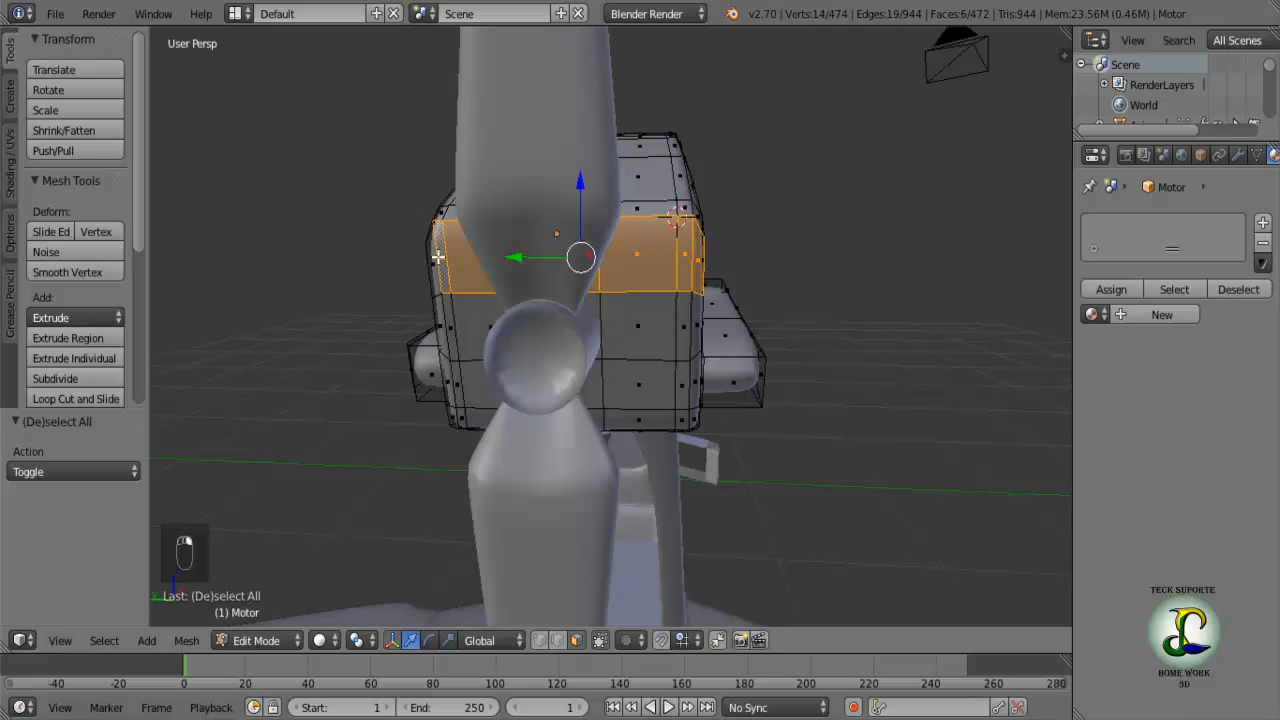 File Render Window Help Default Scene Blender Render v2.70 | Verts:14/474 | Edges:19/944 | Faces:6/472 | Tris:944 | Mem:23.56M (0.46M) | Motor
Tools
Create
Shading / UVs
Options
Grease Pencil
Transform
Translate
Rotate
Scale
Shrink/Fatten
Push/Pull
Mesh Tools
Deform:
Slide Ed Vertex
Noise
Smooth Vertex
Add:
Extrude
Extrude Region
Extrude Individual
Subdivide
Loop Cut and Slide
(De)select All
Action
Toggle
User Persp
Last: (De)select All
(1) Motor
View Select Add Mesh Edit Mode Global
-40 -20 0 20 40 60 80 100 120 140 160 180 200 220 240 260 280
View Marker Frame Playback Start: 1 End: 250 1 No Sync
View Search All Scenes
Scene
RenderLayers
World
Motor
Assign Select Deselect
New
TECK SUPORTE
HOME WORK
3D